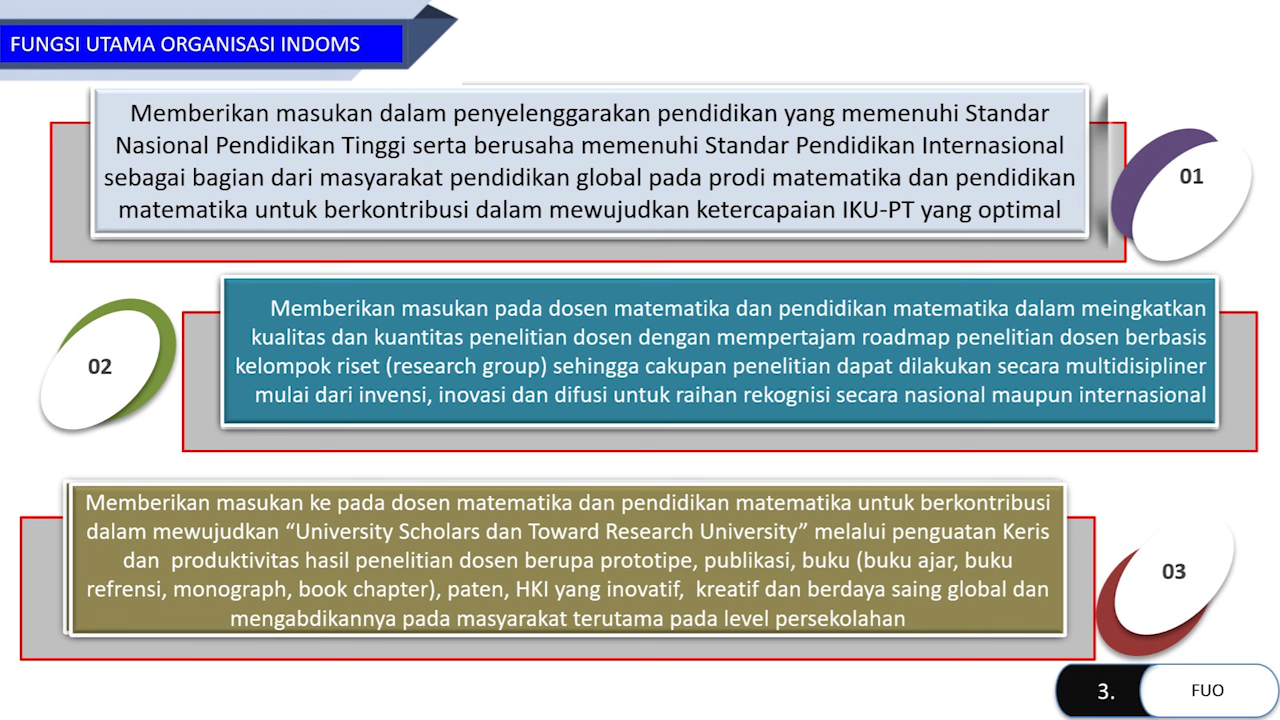 FUNGSI UTAMA ORGANISASI INDOMS
Memberikan masukan dalam penyelenggarakan pendidikan yang memenuhi Standar
Nasional Pendidikan Tinggi serta berusaha memenuhi Standar Pendidikan Internasional
sebagai bagian dari masyarakat pendidikan global pada prodi matematika dan pendidikan
matematika untuk berkontribusi dalam mewujudkan ketercapaian IKU-PT yang optimal
01
Memberikan masukan pada dosen matematika dan pendidikan matematika dalam meingkatkan
kualitas dan kuantitas penelitian dosen dengan mempertajam roadmap penelitian dosen berbasis
kelompok riset (research group) sehingga cakupan penelitian dapat dilakukan secara multidisipliner
mulai dari invensi, inovasi dan difusi untuk raihan rekognisi secara nasional maupun internasional
02
Memberikan masukan ke pada dosen matematika dan pendidikan matematika untuk berkontribusi
dalam mewujudkan “University Scholars dan Toward Research University” melalui penguatan Keris
dan produktivitas hasil penelitian dosen berupa prototipe, publikasi, buku (buku ajar, buku
refrensi, monograph, book chapter), paten, HKI yang inovatif, kreatif dan berdaya saing global dan
mengabdikannya pada masyarakat terutama pada level persekolahan
03
3.
FUO